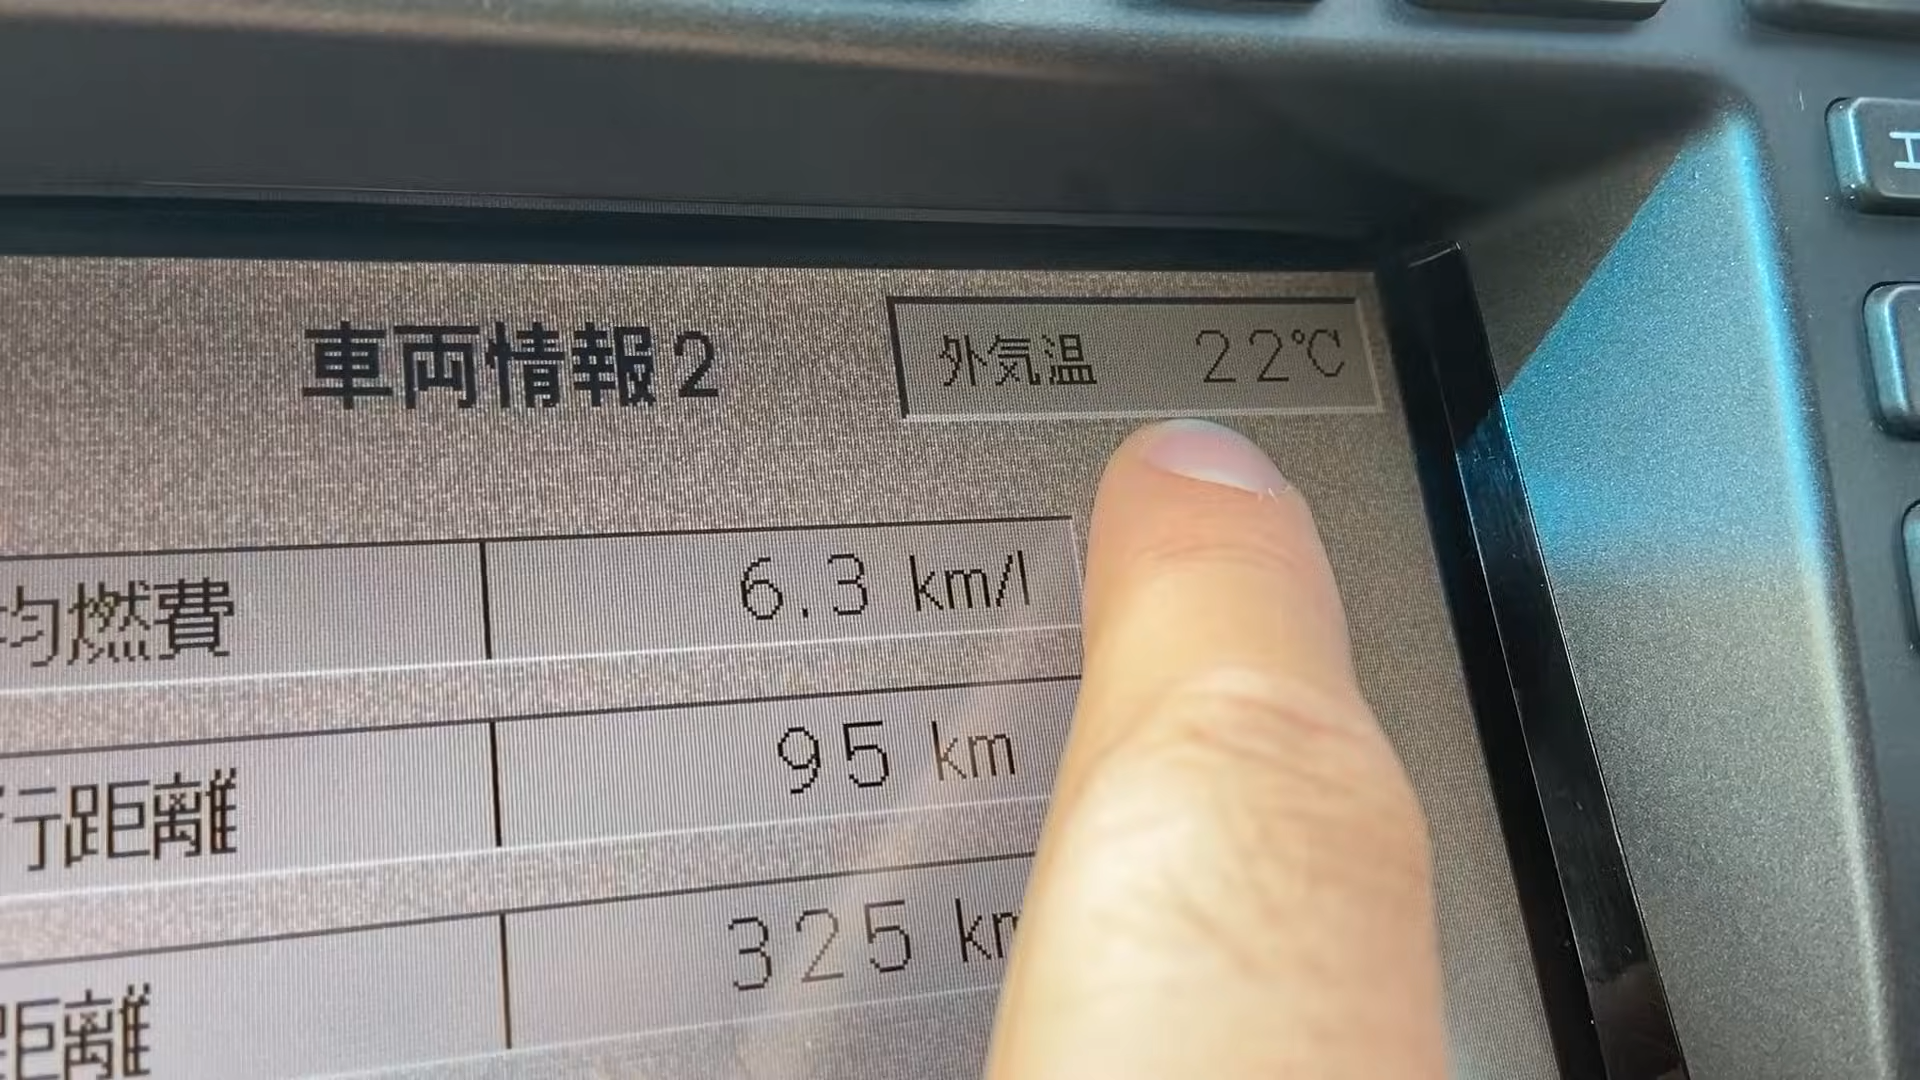 車両情報2
外気温 22℃
均燃費 6.3 km/l
行距離 95 km
距離 325 km